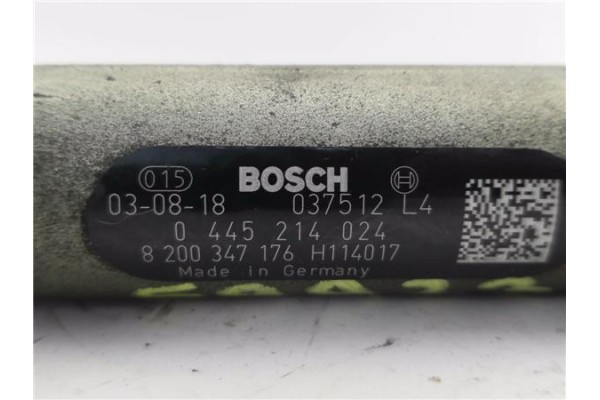 015 BOSCH
03-08-18 037512 L4
0 445 214 024
8 200 347 176 H114017
Made in Germany